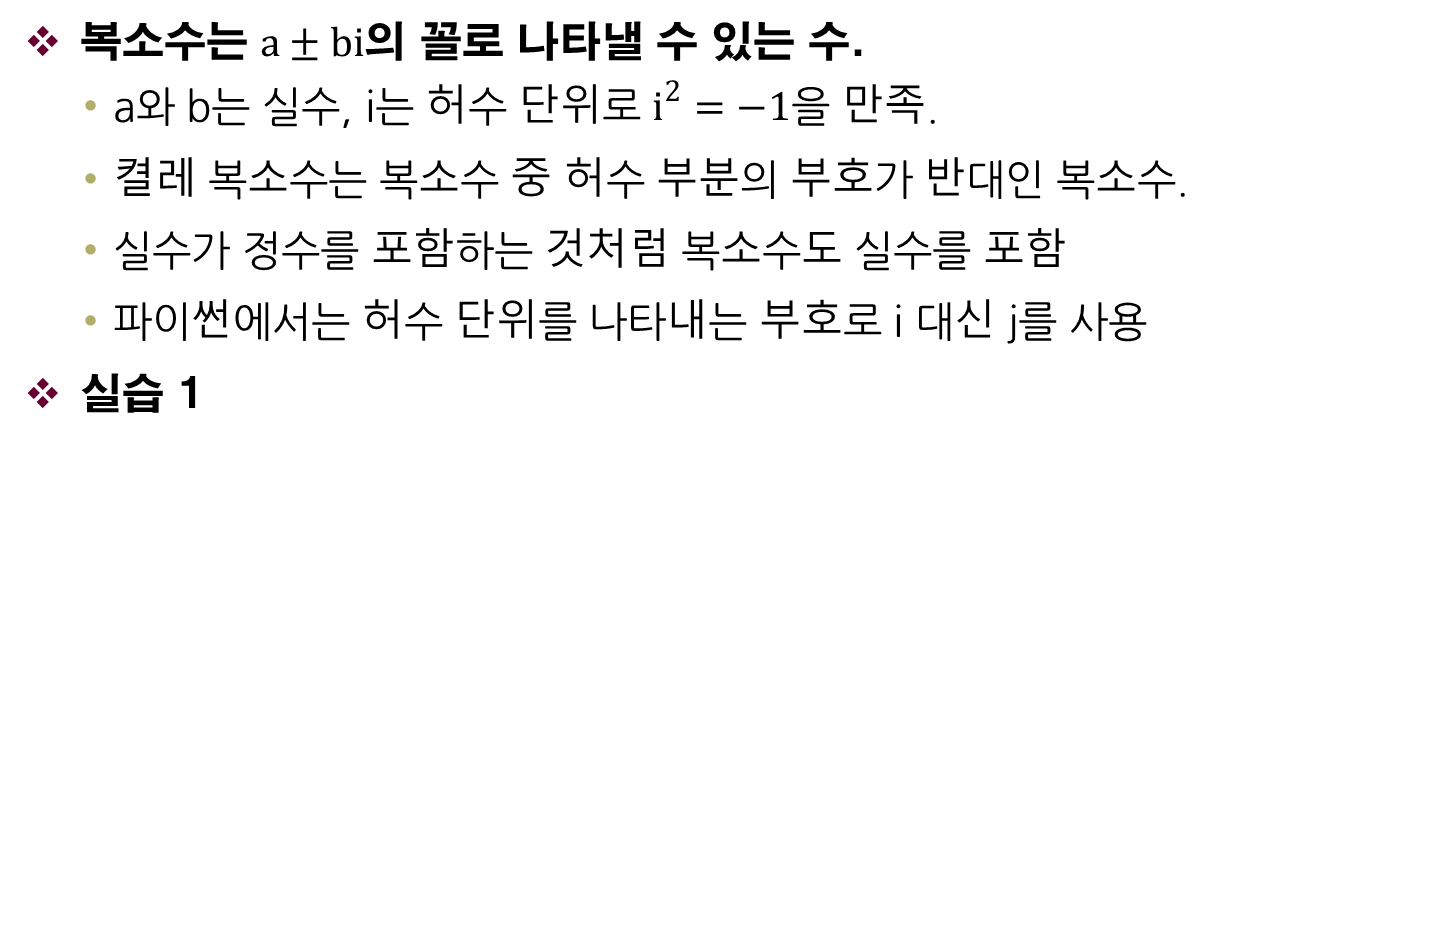 ❖ 복소수는 a ± bi의 꼴로 나타낼 수 있는 수.
• a와 b는 실수, i는 허수 단위로 i² = −1을 만족.
• 켤레 복소수는 복소수 중 허수 부분의 부호가 반대인 복소수.
• 실수가 정수를 포함하는 것처럼 복소수도 실수를 포함
• 파이썬에서는 허수 단위를 나타내는 부호로 i 대신 j를 사용
❖ 실습 1